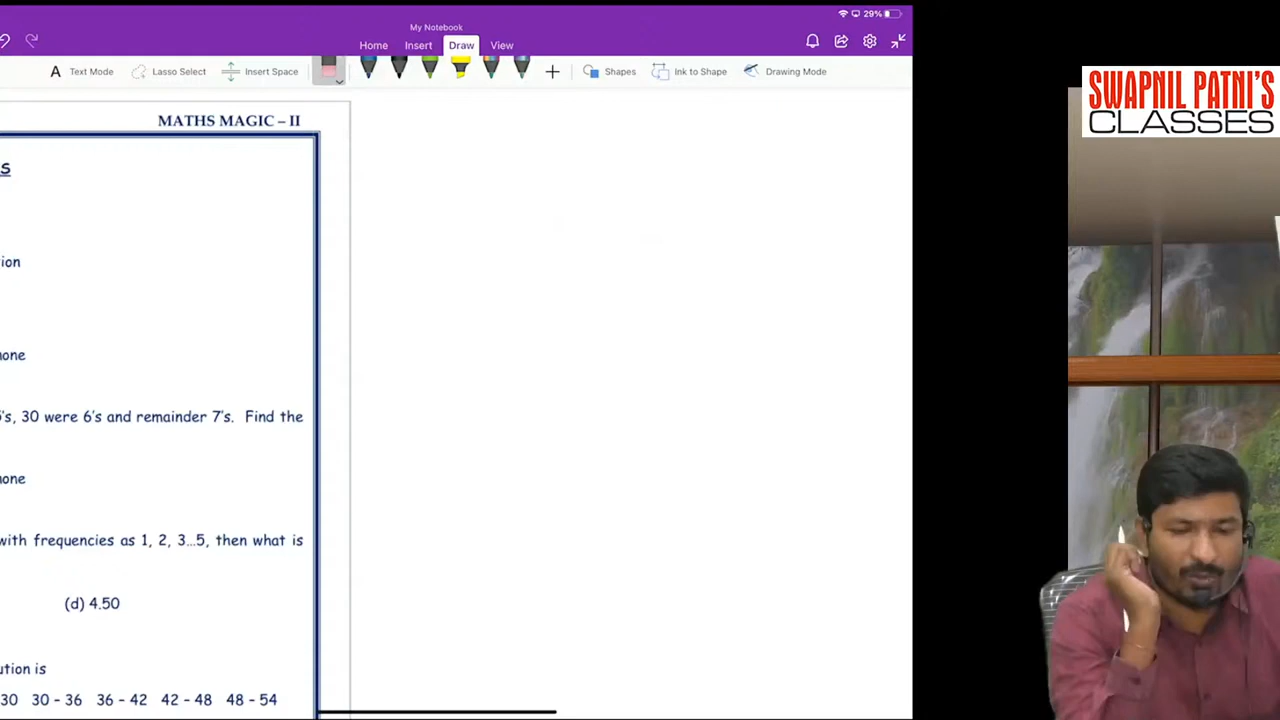 29%
My Notebook
Home Insert Draw View
Text Mode Lasso Select Insert Space Shapes Ink to Shape Drawing Mode
SWAPNIL PATNI'S
CLASSES
MATHS MAGIC – II
s
ion
none
5's, 30 were 6's and remainder 7's. Find the
none
with frequencies as 1, 2, 3...5, then what is
(d) 4.50
ution is
30 30 - 36 36 - 42 42 - 48 48 - 54